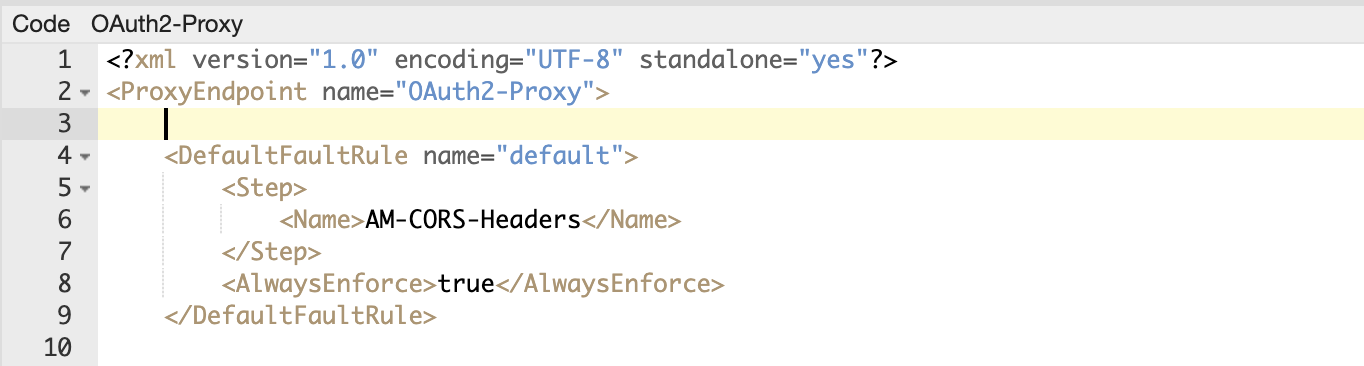 Code OAuth2-Proxy
1 <?xml version="1.0" encoding="UTF-8" standalone="yes"?>
2 <ProxyEndpoint name="OAuth2-Proxy">
3
4 <DefaultFaultRule name="default">
5 <Step>
6 <Name>AM-CORS-Headers</Name>
7 </Step>
8 <AlwaysEnforce>true</AlwaysEnforce>
9 </DefaultFaultRule>
10